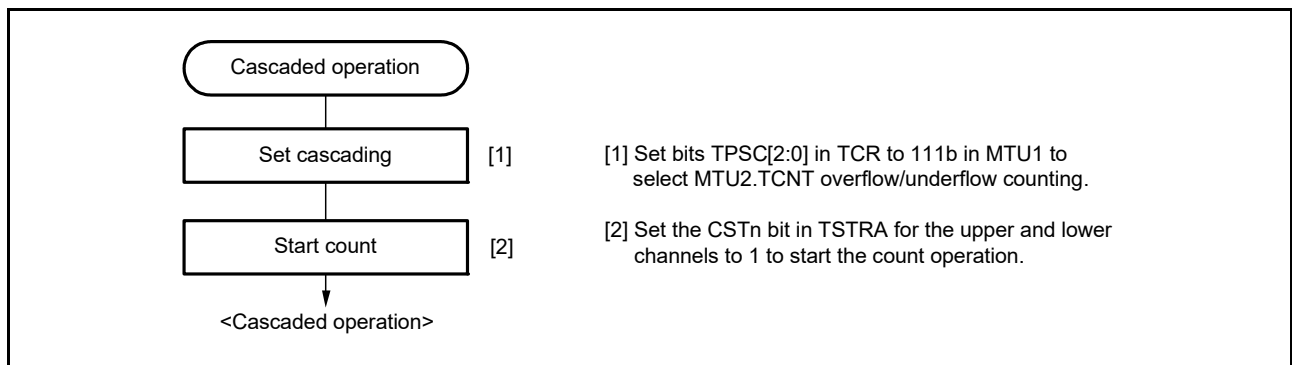 Cascaded operation
Set cascading
[1]
[1] Set bits TPSC[2:0] in TCR to 111b in MTU1 to
select MTU2.TCNT overflow/underflow counting.
Start count
[2]
[2] Set the CSTn bit in TSTRA for the upper and lower
channels to 1 to start the count operation.
<Cascaded operation>